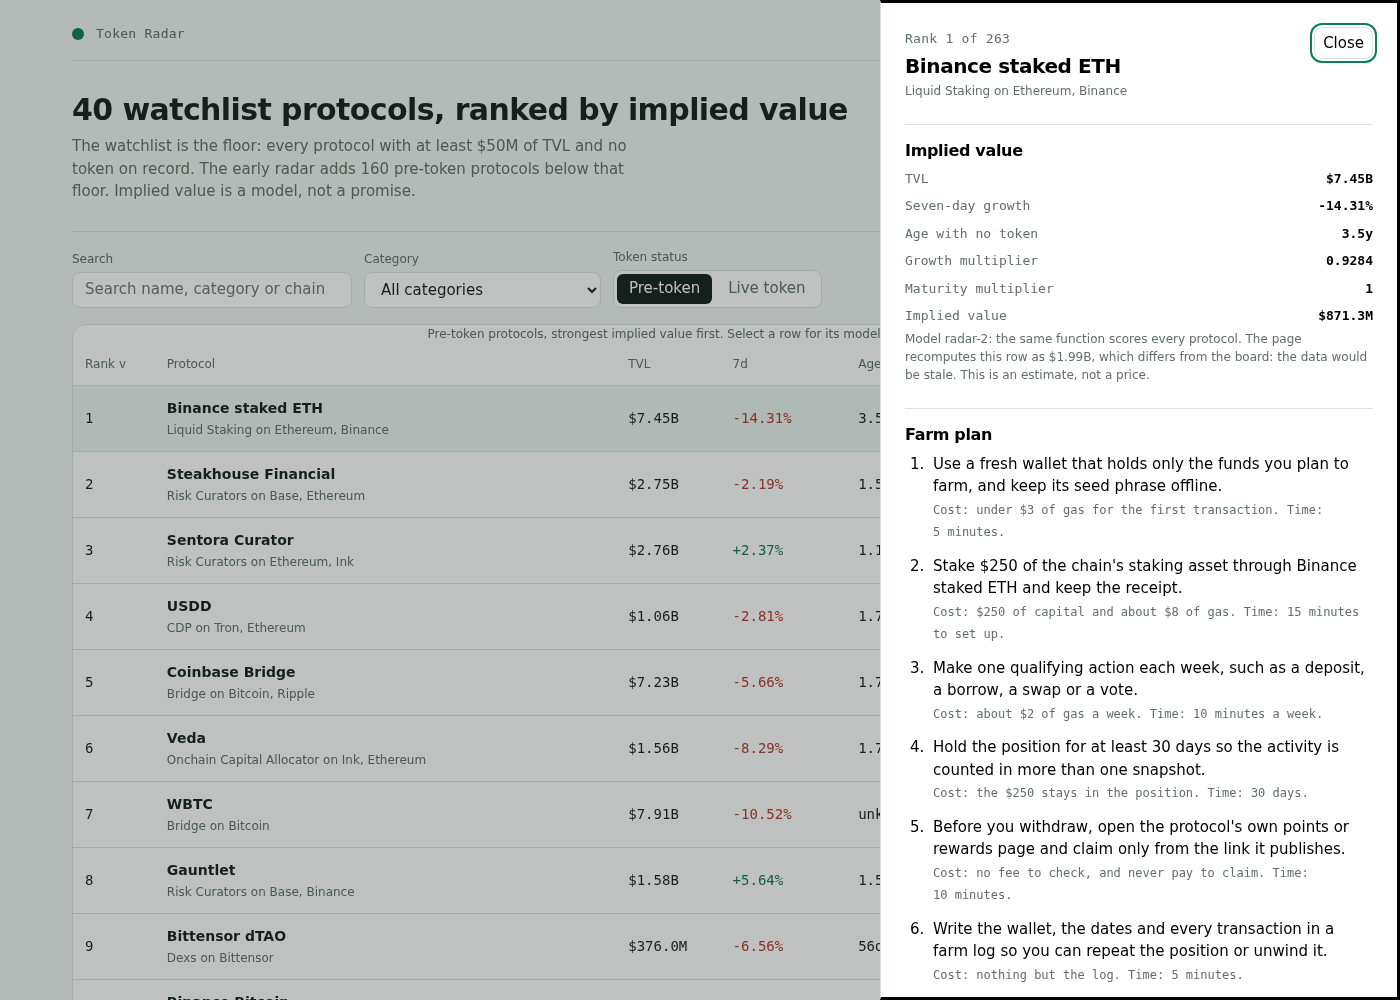 Token Radar
40 watchlist protocols, ranked by implied value
The watchlist is the floor: every protocol with at least $50M of TVL and no
token on record. The early radar adds 160 pre-token protocols below that
floor. Implied value is a model, not a promise.
Search
Category
Token status
Search name, category or chain
All categories
Pre-token
Live token
Pre-token protocols, strongest implied value first. Select a row for its model
Rank v Protocol TVL 7d Age
1 Binance staked ETH $7.45B -14.31% 3.5
Liquid Staking on Ethereum, Binance
2 Steakhouse Financial $2.75B -2.19% 1.5
Risk Curators on Base, Ethereum
3 Sentora Curator $2.76B +2.37% 1.1
Risk Curators on Ethereum, Ink
4 USDD $1.06B -2.81% 1.7
CDP on Tron, Ethereum
5 Coinbase Bridge $7.23B -5.66% 1.7
Bridge on Bitcoin, Ripple
6 Veda $1.56B -8.29% 1.7
Onchain Capital Allocator on Ink, Ethereum
7 WBTC $7.91B -10.52% unk
Bridge on Bitcoin
8 Gauntlet $1.58B +5.64% 1.5
Risk Curators on Base, Binance
9 Bittensor dTAO $376.0M -6.56% 56d
Dexs on Bittensor
Binance Bitcoin
Rank 1 of 263
Close
Binance staked ETH
Liquid Staking on Ethereum, Binance
Implied value
TVL $7.45B
Seven-day growth -14.31%
Age with no token 3.5y
Growth multiplier 0.9284
Maturity multiplier 1
Implied value $871.3M
Model radar-2: the same function scores every protocol. The page
recomputes this row as $1.99B, which differs from the board: the data would
be stale. This is an estimate, not a price.
Farm plan
1. Use a fresh wallet that holds only the funds you plan to
farm, and keep its seed phrase offline.
Cost: under $3 of gas for the first transaction. Time:
5 minutes.
2. Stake $250 of the chain's staking asset through Binance
staked ETH and keep the receipt.
Cost: $250 of capital and about $8 of gas. Time: 15 minutes
to set up.
3. Make one qualifying action each week, such as a deposit,
a borrow, a swap or a vote.
Cost: about $2 of gas a week. Time: 10 minutes a week.
4. Hold the position for at least 30 days so the activity is
counted in more than one snapshot.
Cost: the $250 stays in the position. Time: 30 days.
5. Before you withdraw, open the protocol's own points or
rewards page and claim only from the link it publishes.
Cost: no fee to check, and never pay to claim. Time:
10 minutes.
6. Write the wallet, the dates and every transaction in a
farm log so you can repeat the position or unwind it.
Cost: nothing but the log. Time: 5 minutes.